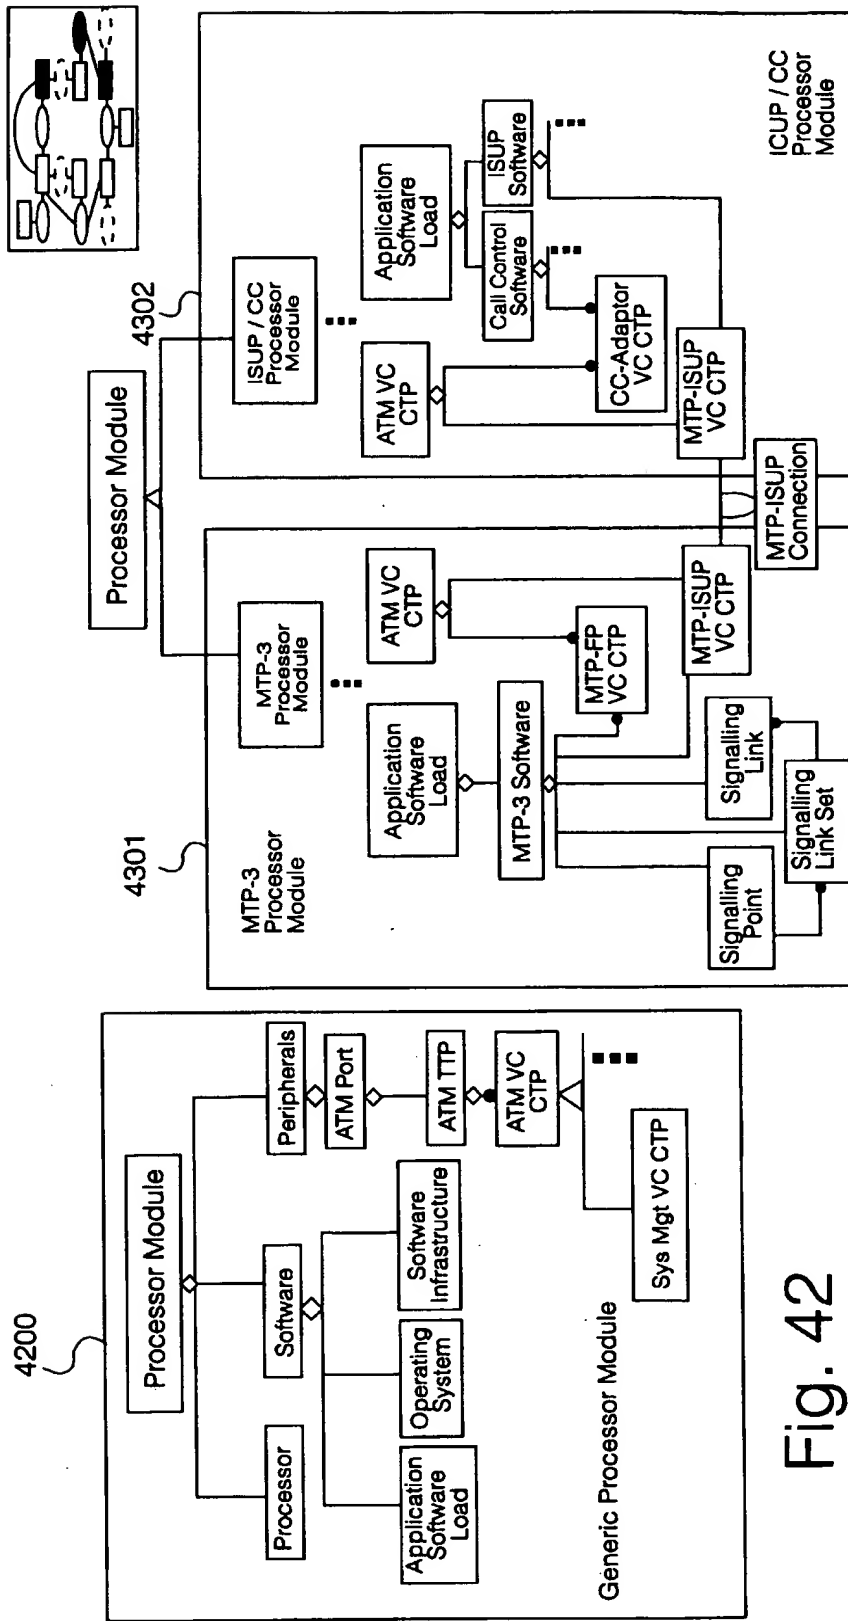 4200
Processor Module
Processor
Software
Peripherals
ATM Port
ATM TTP
ATM VC
CTP
Application
Software
Load
Operating
System
Software
Infrastructure
Sys Mgt VC CTP
Generic Processor Module
Processor Module
4301
MTP-3
Processor
Module
MTP-3
Processor
Module
Application
Software
Load
ATM VC
CTP
MTP-3 Software
MTP-FP
VC CTP
MTP-ISUP
VC CTP
Signalling
Point
Signalling
Link Set
Signalling
Link
MTP-ISUP
Connection
4302
ISUP / CC
Processor
Module
ATM VC
CTP
Application
Software
Load
Call Control
Software
ISUP
Software
CC-Adaptor
VC CTP
MTP-ISUP
VC CTP
ICUP / CC
Processor
Module
Fig. 42